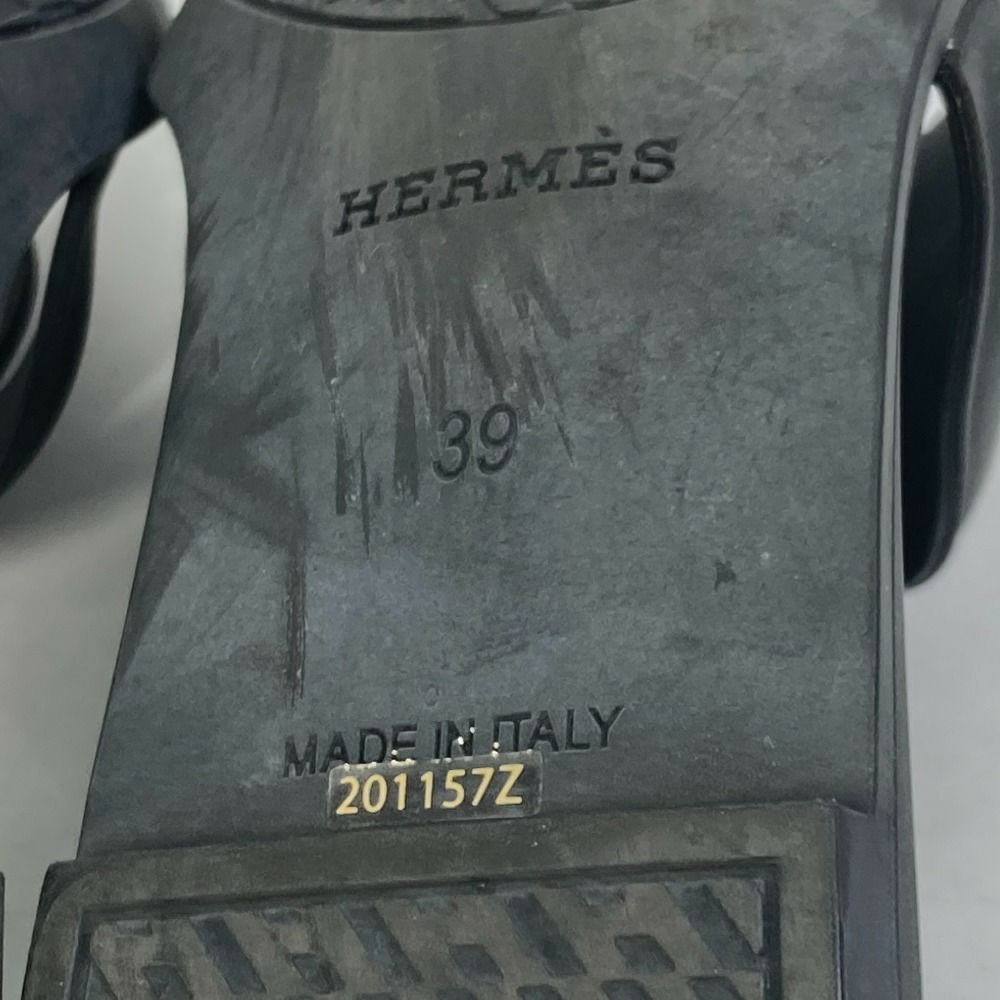 HERMÈS
39
MADE IN ITALY
201157Z